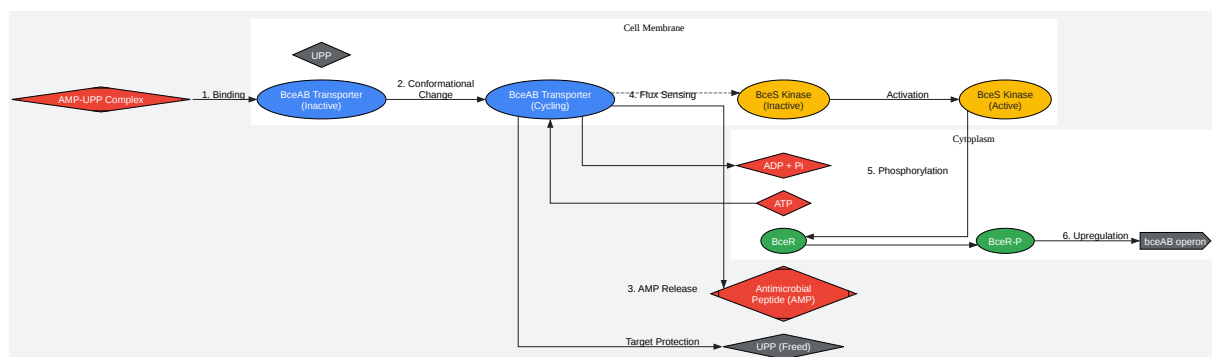 Cell Membrane
UPP
AMP-UPP Complex
1. Binding
BceAB Transporter
(Inactive)
2. Conformational
Change
BceAB Transporter
(Cycling)
4. Flux Sensing
BceS Kinase
(Inactive)
Activation
BceS Kinase
(Active)
Cytoplasm
ADP + Pi
5. Phosphorylation
ATP
BceR
BceR-P
6. Upregulation
bceAB operon
3. AMP Release
Antimicrobial
Peptide (AMP)
Target Protection
UPP (Freed)